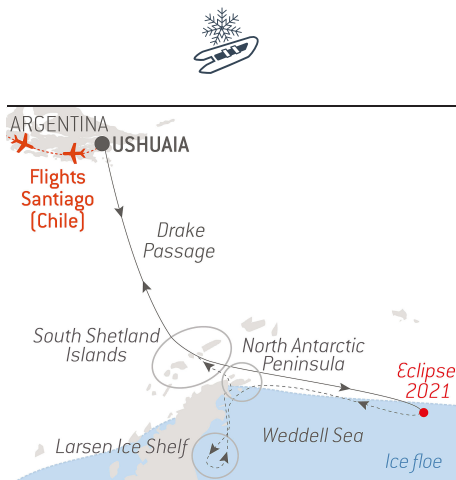 ARGENTINA
USHUAIA
Flights
Santiago
(Chile)
Drake
Passage
South Shetland
Islands
North Antarctic
Peninsula
Eclipse
2021
Larsen Ice Shelf
Weddell Sea
Ice floe